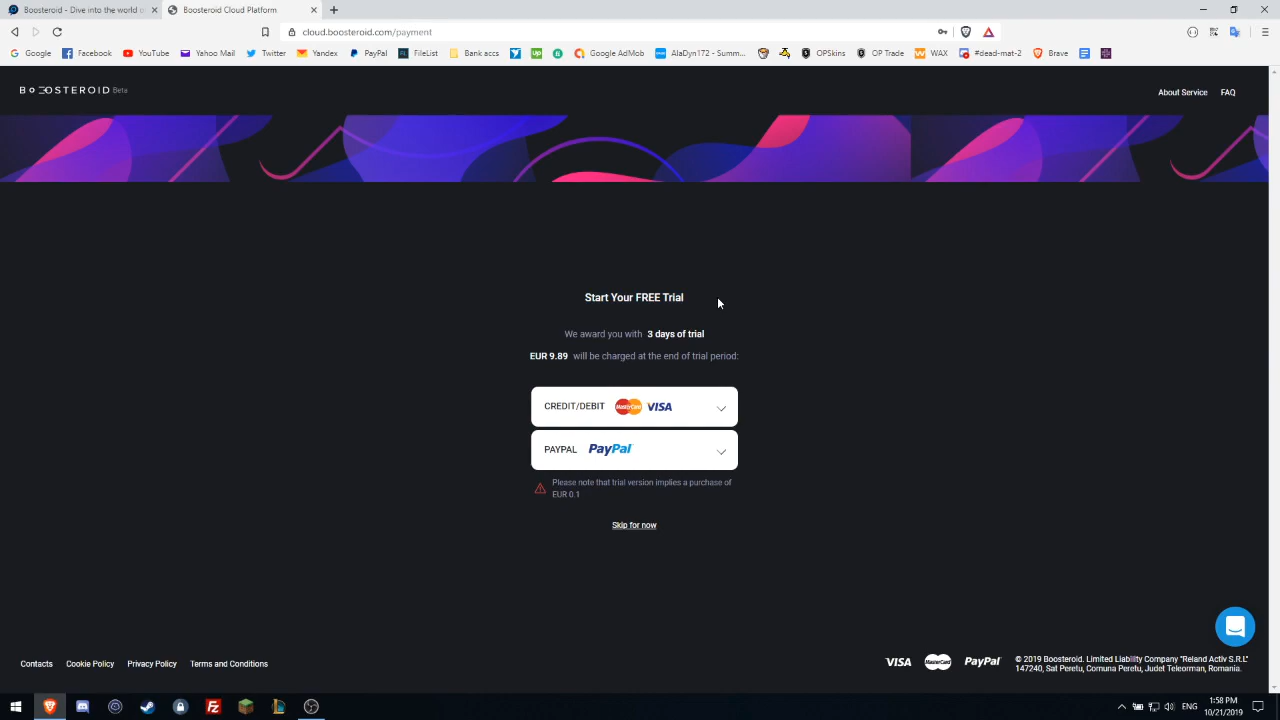 Boosteroid - Dive into the world o
Boosteroid Cloud Platform
cloud.boosteroid.com/payment
Google
Facebook
YouTube
Yahoo Mail
Twitter
Yandex
PayPal
FileList
Bank accs
Google AdMob
AlaDyn172 - Summ...
OPSkins
OP Trade
WAX
#dead-mat-2
Brave
BOOSTEROID Beta
About Service
FAQ
Start Your FREE Trial
We award you with 3 days of trial
EUR 9.89 will be charged at the end of trial period:
CREDIT/DEBIT MasterCard VISA
PAYPAL PayPal
Please note that trial version implies a purchase of
EUR 0.1
Skip for now
Contacts
Cookie Policy
Privacy Policy
Terms and Conditions
VISA MasterCard PayPal
© 2019 Boosteroid. Limited Liability Company "Reland Activ S.R.L"
147240, Sat Peretu, Comuna Peretu, Judet Teleorman, Romania.
ENG
1:58 PM
10/21/2019